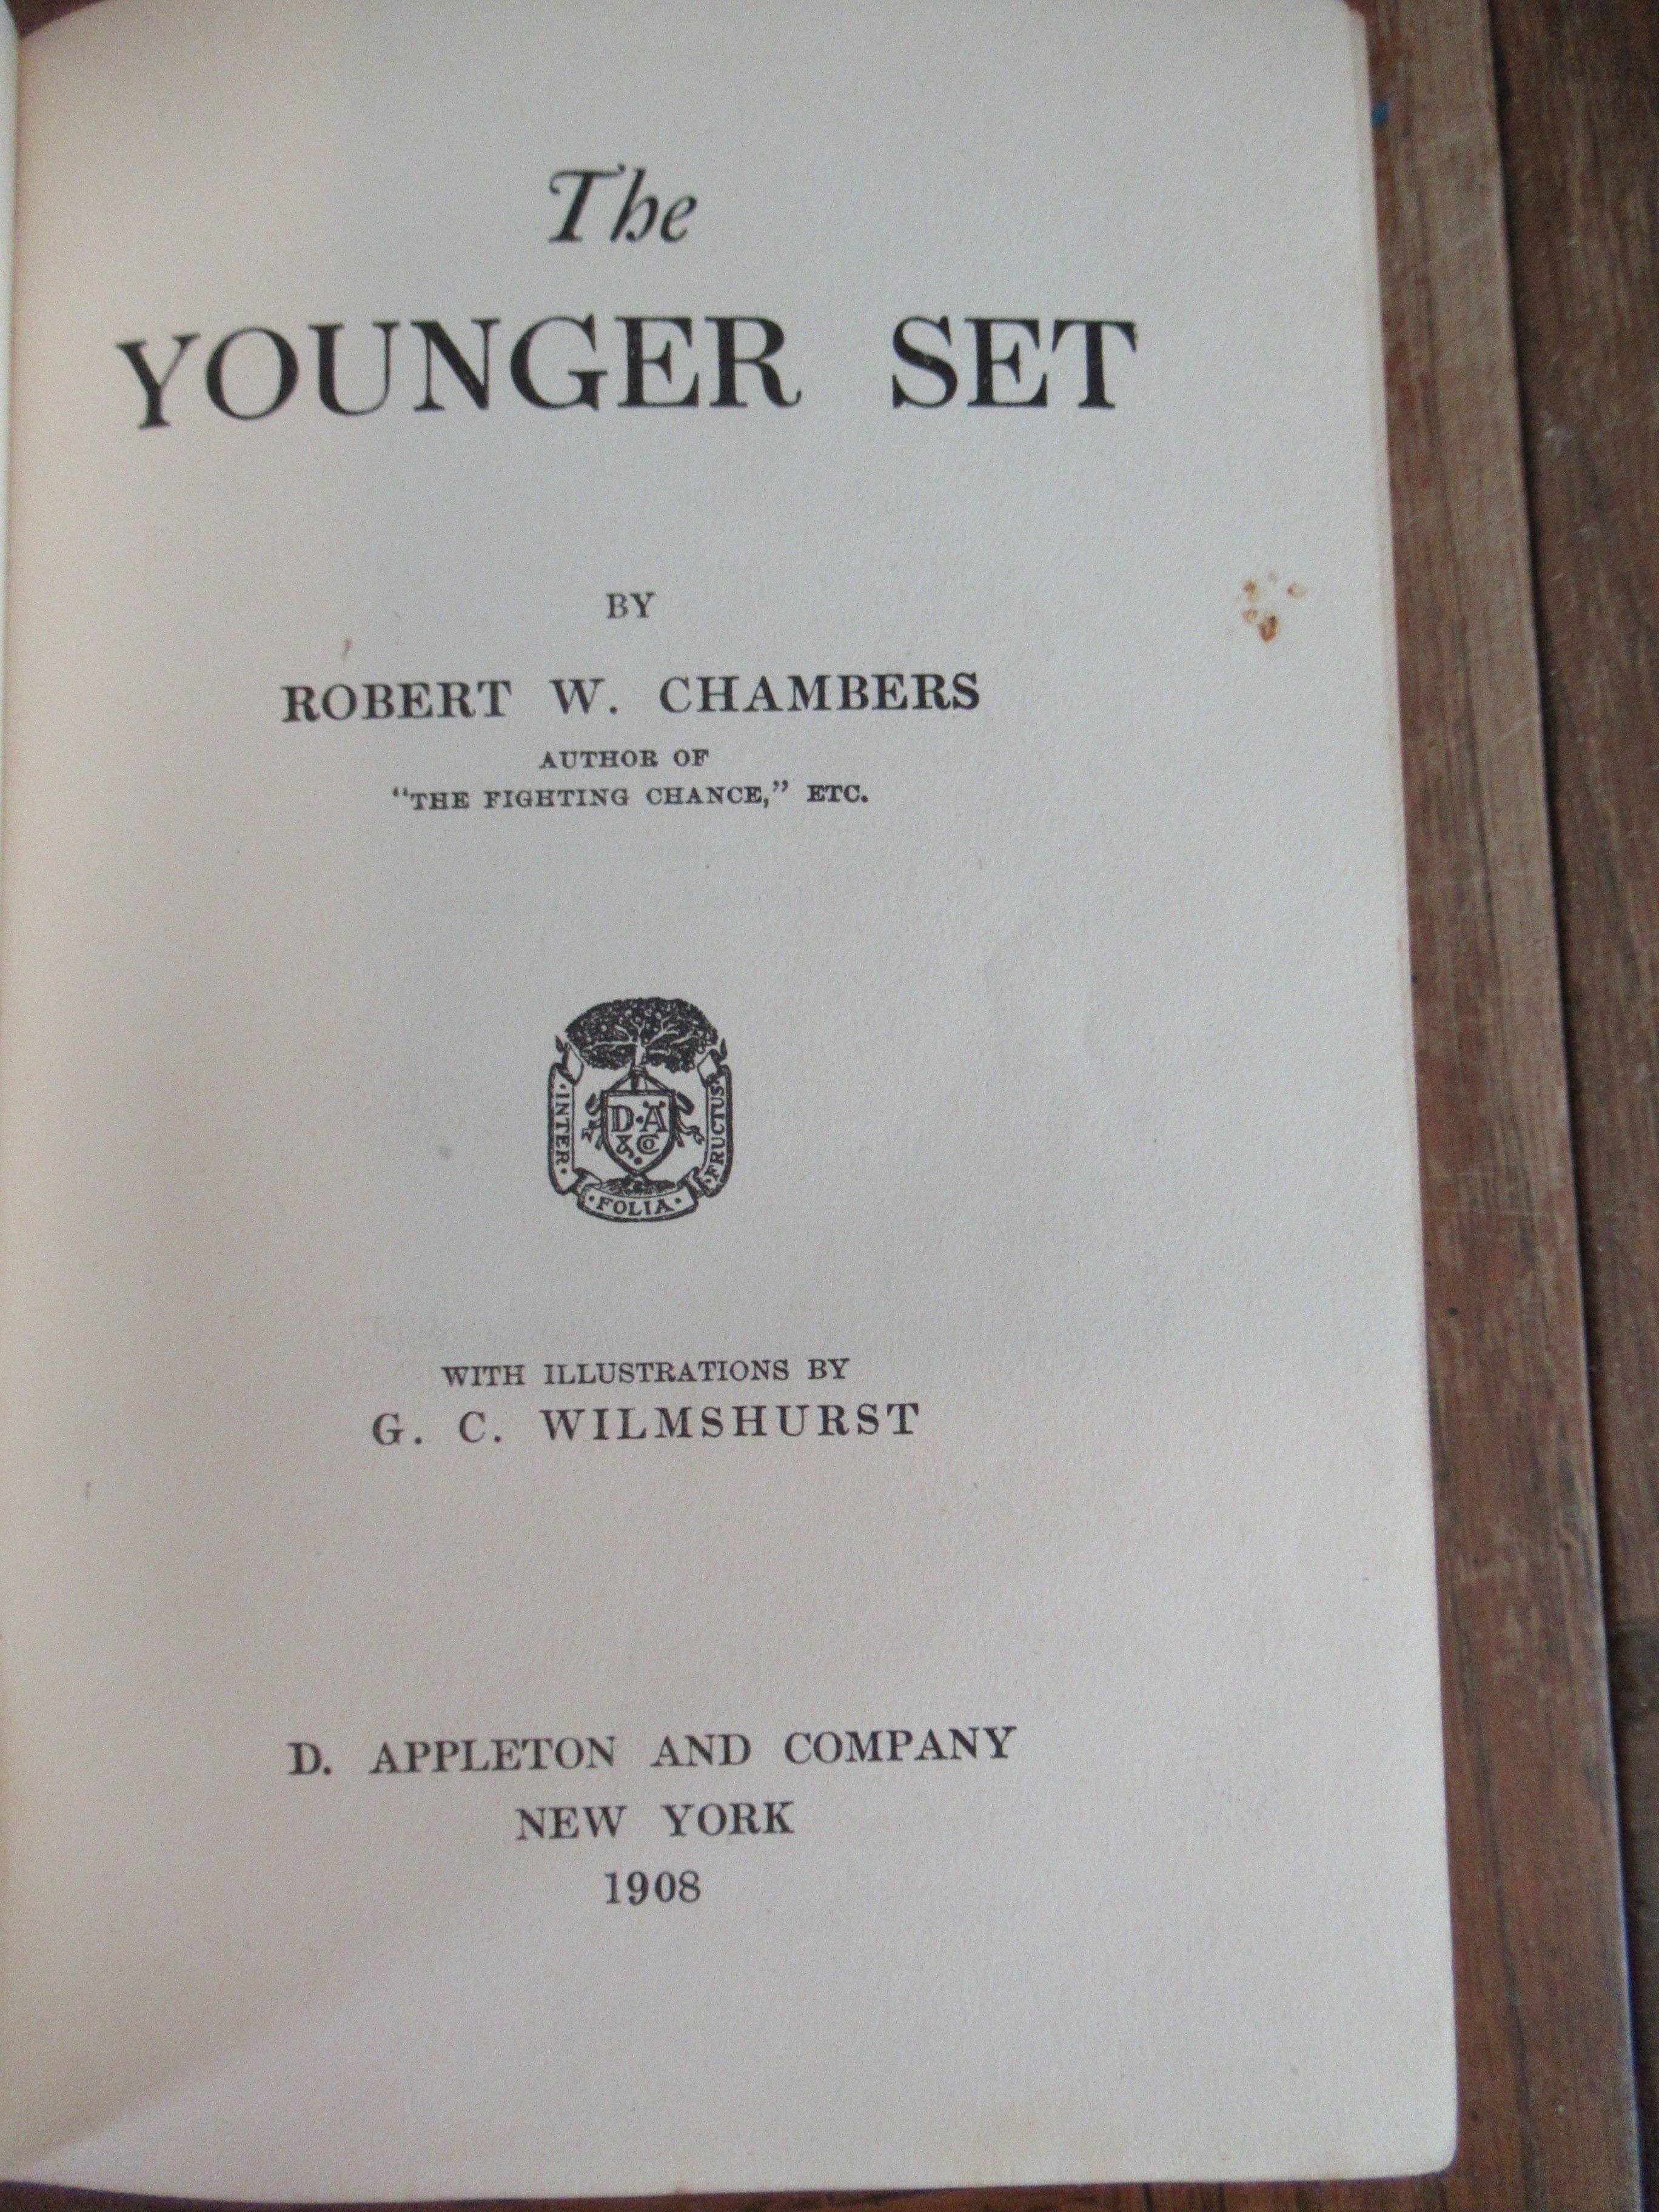 The
YOUNGER SET
BY
ROBERT W. CHAMBERS
AUTHOR OF
“THE FIGHTING CHANCE,” ETC.
·INTER·
D·A
& Co
FRUCTUS·
·FOLIA·
WITH ILLUSTRATIONS BY
G. C. WILMSHURST
D. APPLETON AND COMPANY
NEW YORK
1908